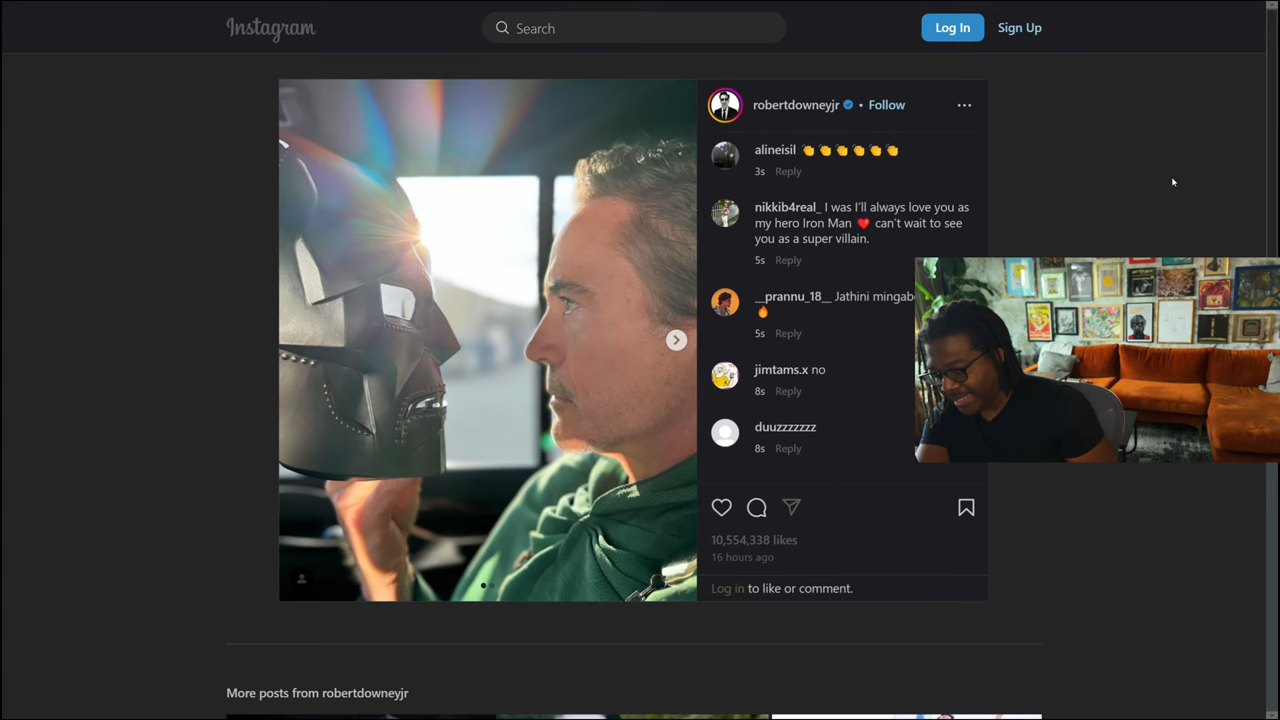 Instagram
Search
Log In
Sign Up
robertdowneyjr • Follow
alineisil 👏👏👏👏👏👏
3s Reply
nikkib4real_ I was I'll always love you as
my hero Iron Man ❤️ can't wait to see
you as a super villain.
5s Reply
__prannu_18__ Jathini mingab
🔥
5s Reply
jimtams.x no
8s Reply
duuzzzzzzz
8s Reply
10,554,338 likes
16 hours ago
Log in to like or comment.
More posts from robertdowneyjr